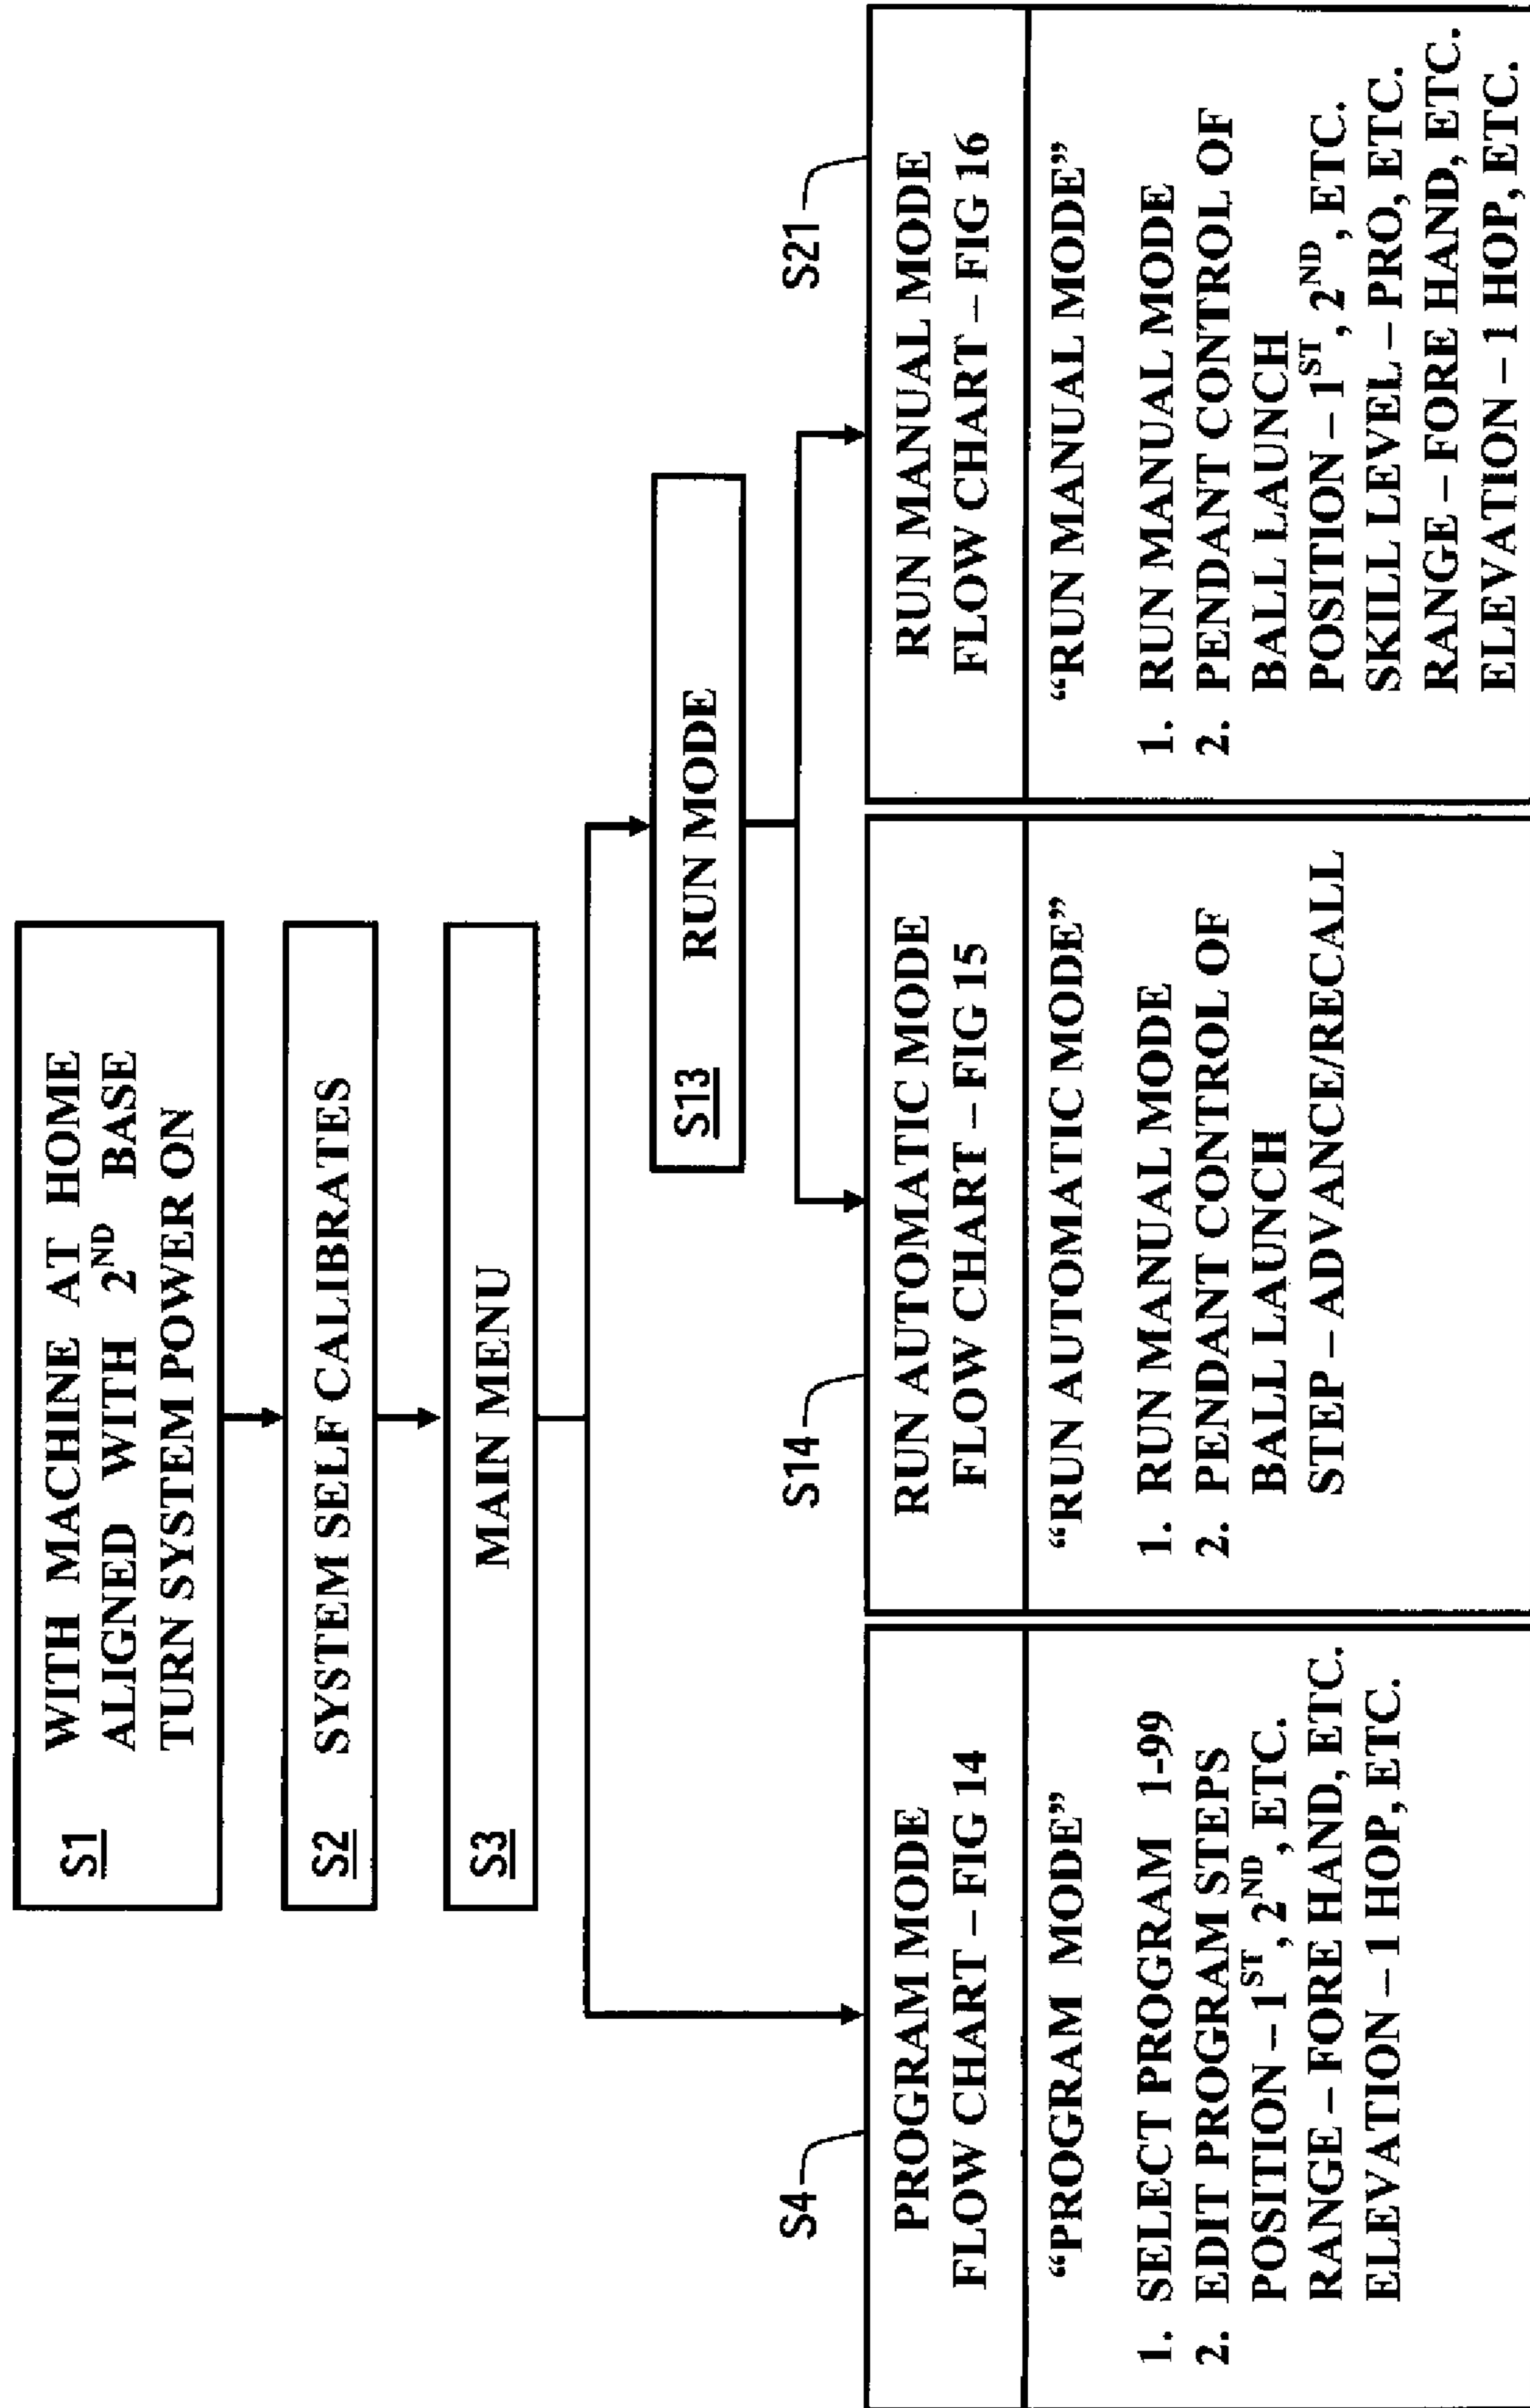 S1 WITH MACHINE AT HOME
ALIGNED WITH 2ND BASE
TURN SYSTEM POWER ON
S2 SYSTEM SELF CALIBRATES
S3 MAIN MENU
S13 RUN MODE
S4
PROGRAM MODE
FLOW CHART – FIG 14
“PROGRAM MODE”
1. SELECT PROGRAM 1-99
2. EDIT PROGRAM STEPS
POSITION – 1ST, 2ND, ETC.
RANGE – FORE HAND, ETC.
ELEVATION – 1 HOP, ETC.
S14
RUN AUTOMATIC MODE
FLOW CHART – FIG 15
“RUN AUTOMATIC MODE”
1. RUN MANUAL MODE
2. PENDANT CONTROL OF
BALL LAUNCH
STEP – ADVANCE/RECALL
S21
RUN MANUAL MODE
FLOW CHART – FIG 16
“RUN MANUAL MODE”
1. RUN MANUAL MODE
2. PENDANT CONTROL OF
BALL LAUNCH
POSITION – 1ST, 2ND, ETC.
SKILL LEVEL – PRO, ETC.
RANGE – FORE HAND, ETC.
ELEVATION – 1 HOP, ETC.